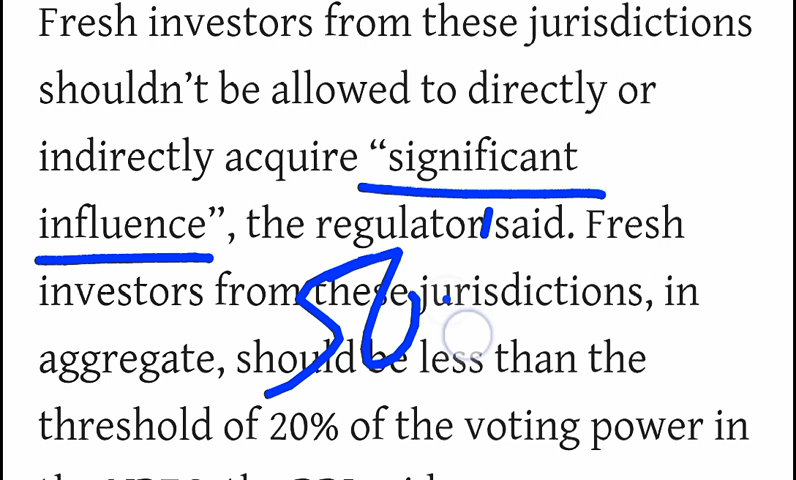 Fresh investors from these jurisdictions
shouldn’t be allowed to directly or
indirectly acquire “significant
influence”, the regulator said. Fresh
investors from these jurisdictions, in
aggregate, should be less than the
threshold of 20% of the voting power in